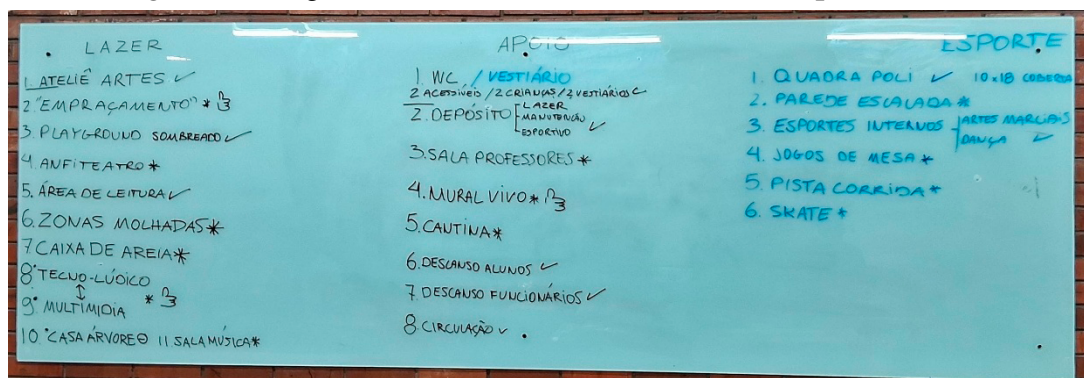 LAZER
1. ATELIÊ ARTES ✓
2. "EMPRAÇAMENTO" *
3. PLAYGROUND SOMBREADO ✓
4. ANFITEATRO *
5. ÁREA DE LEITURA ✓
6. ZONAS MOLHADAS *
7. CAIXA DE AREIA *
8. TECNO-LÚDICO
↕ *
9. MULTIMIDIA
10. CASA ÁRVORE 11. SALA MÚSICA *
APOIO
1. WC / VESTIÁRIO
2 ACESSÍVEIS / 2 CRIANÇAS / 2 VESTIÁRIOS ✓
2. DEPÓSITO LAZER
MANUTENÇÃO
ESPORTIVO ✓
3. SALA PROFESSORES *
4. MURAL VIVO *
5. CANTINA *
6. DESCANSO ALUNOS ✓
7. DESCANSO FUNCIONÁRIOS ✓
8. CIRCULAÇÃO ✓
ESPORTE
1. QUADRA POLI ✓ 10×18 COBERTA
2. PAREDE ESCALADA *
3. ESPORTES INTERNOS ARTES MARCIAIS
DANÇA ✓
4. JOGOS DE MESA *
5. PISTA CORRIDA *
6. SKATE *